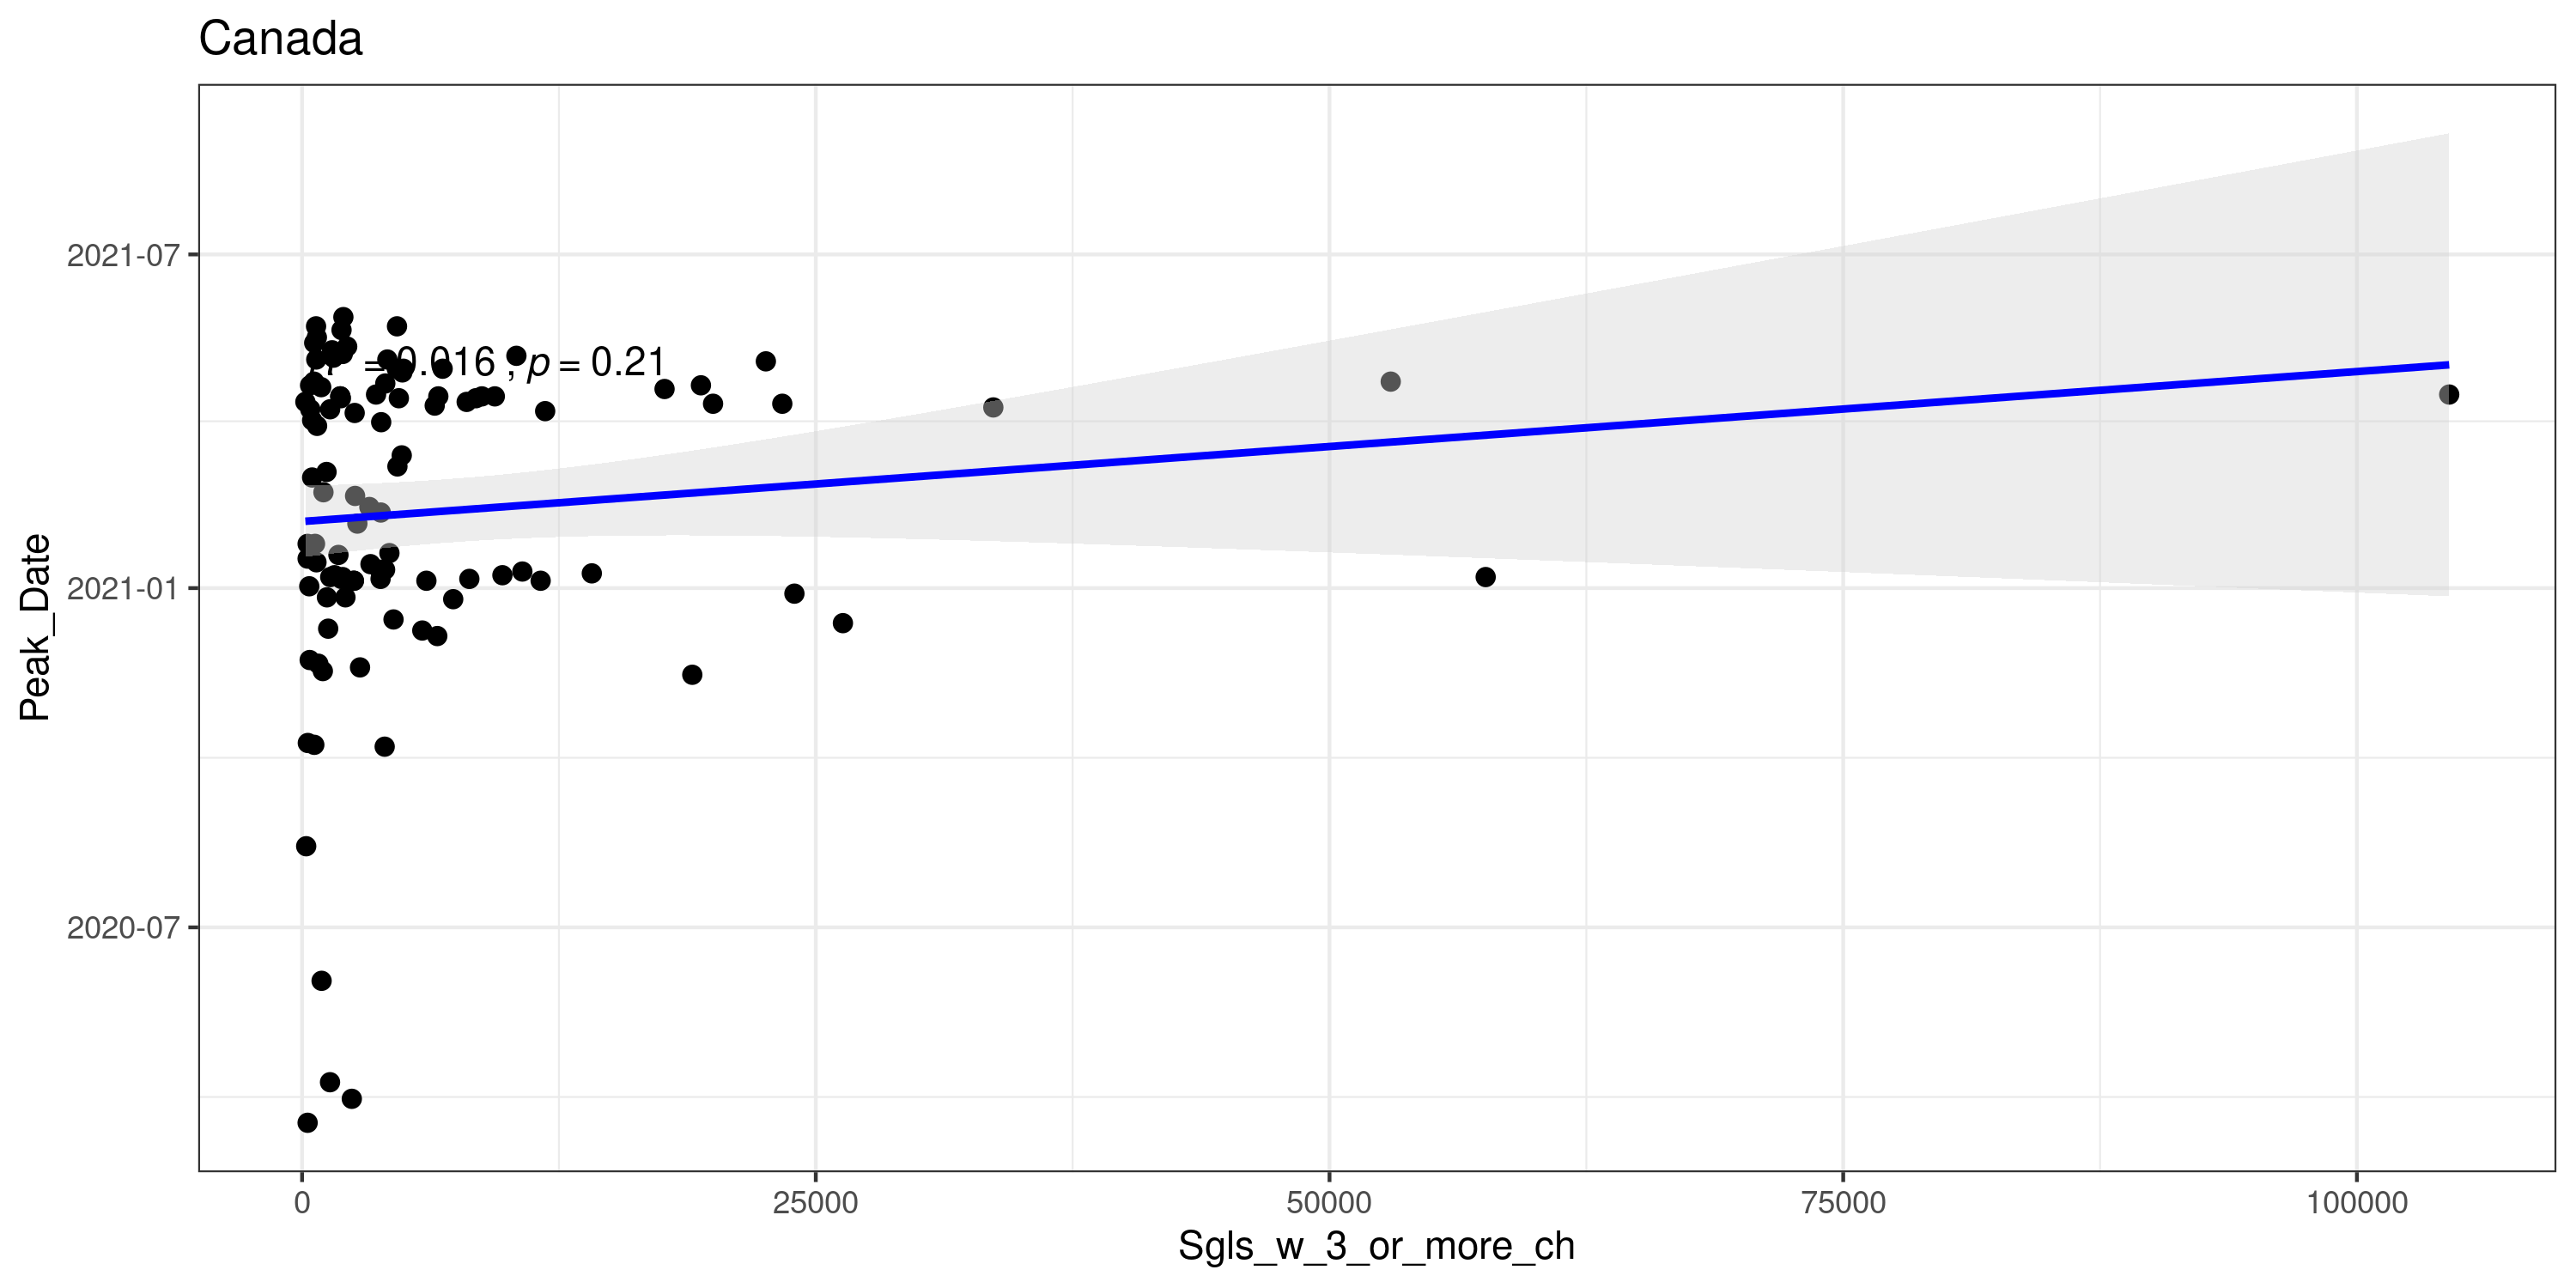 Canada
Peak_Date
2021-07
2021-01
2020-07
= 0.016 , p = 0.21
0 25000 50000 75000 100000
Sgls_w_3_or_more_ch